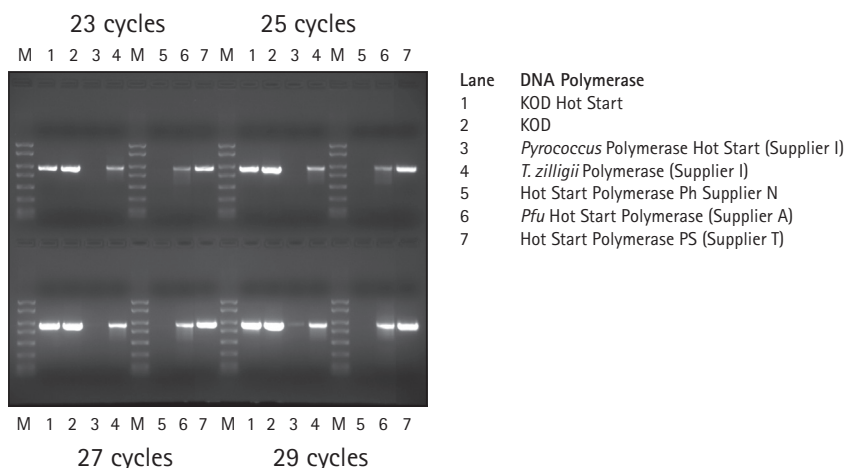 23 cycles 25 cycles
M 1 2 3 4 M 5 6 7 M 1 2 3 4 M 5 6 7
M 1 2 3 4 M 5 6 7 M 1 2 3 4 M 5 6 7
27 cycles 29 cycles
Lane DNA Polymerase
1 KOD Hot Start
2 KOD
3 Pyrococcus Polymerase Hot Start (Supplier I)
4 T. zilligii Polymerase (Supplier I)
5 Hot Start Polymerase Ph Supplier N
6 Pfu Hot Start Polymerase (Supplier A)
7 Hot Start Polymerase PS (Supplier T)